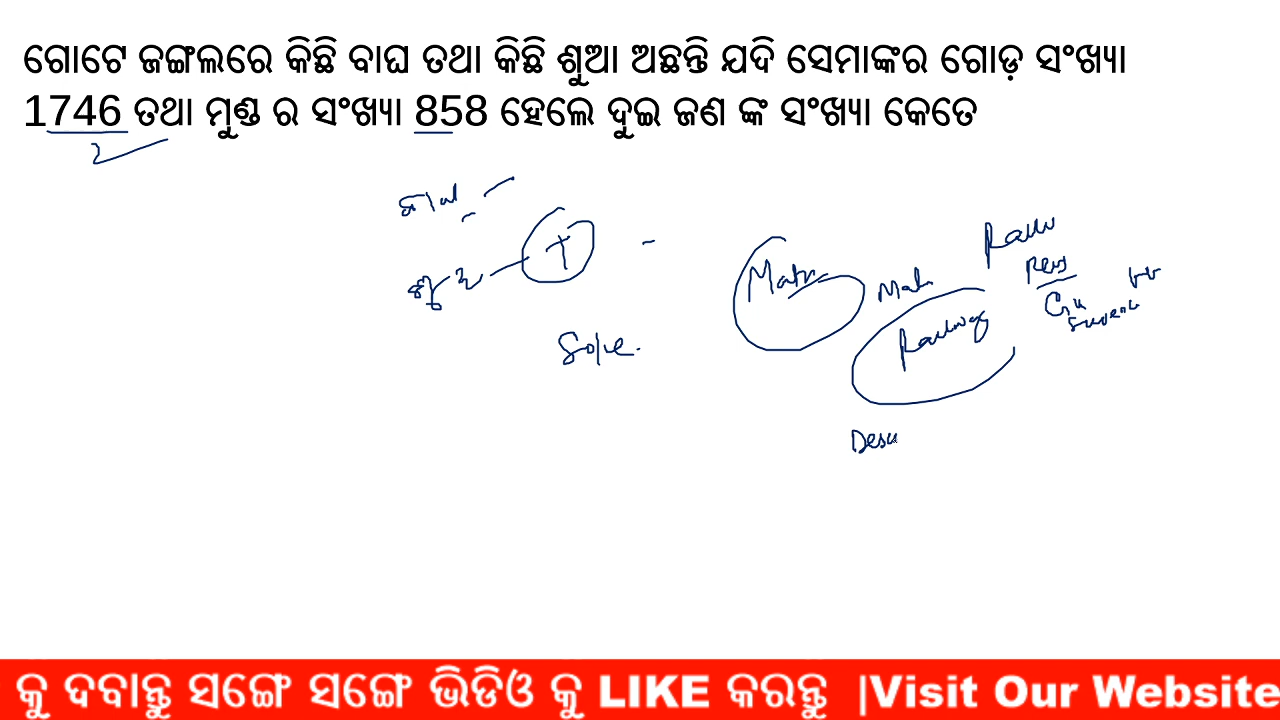 ଗୋଟେ ଜଙ୍ଗଲରେ କିଛି ବାଘ ତଥା କିଛି ଶୁଆ ଅଛନ୍ତି ଯଦି ସେମାଙ୍କର ଗୋଡ଼ ସଂଖ୍ୟା
1746 ତଥା ମୁଣ୍ଡ ର ସଂଖ୍ୟା 858 ହେଲେ ଦୁଇ ଜଣ ଙ୍କ ସଂଖ୍ୟା କେତେ
Solve.
Railway
କୁ ଦବାନ୍ତୁ ସଙ୍ଗେ ସଙ୍ଗେ ଭିଡିଓ କୁ LIKE କରନ୍ତୁ |Visit Our Website